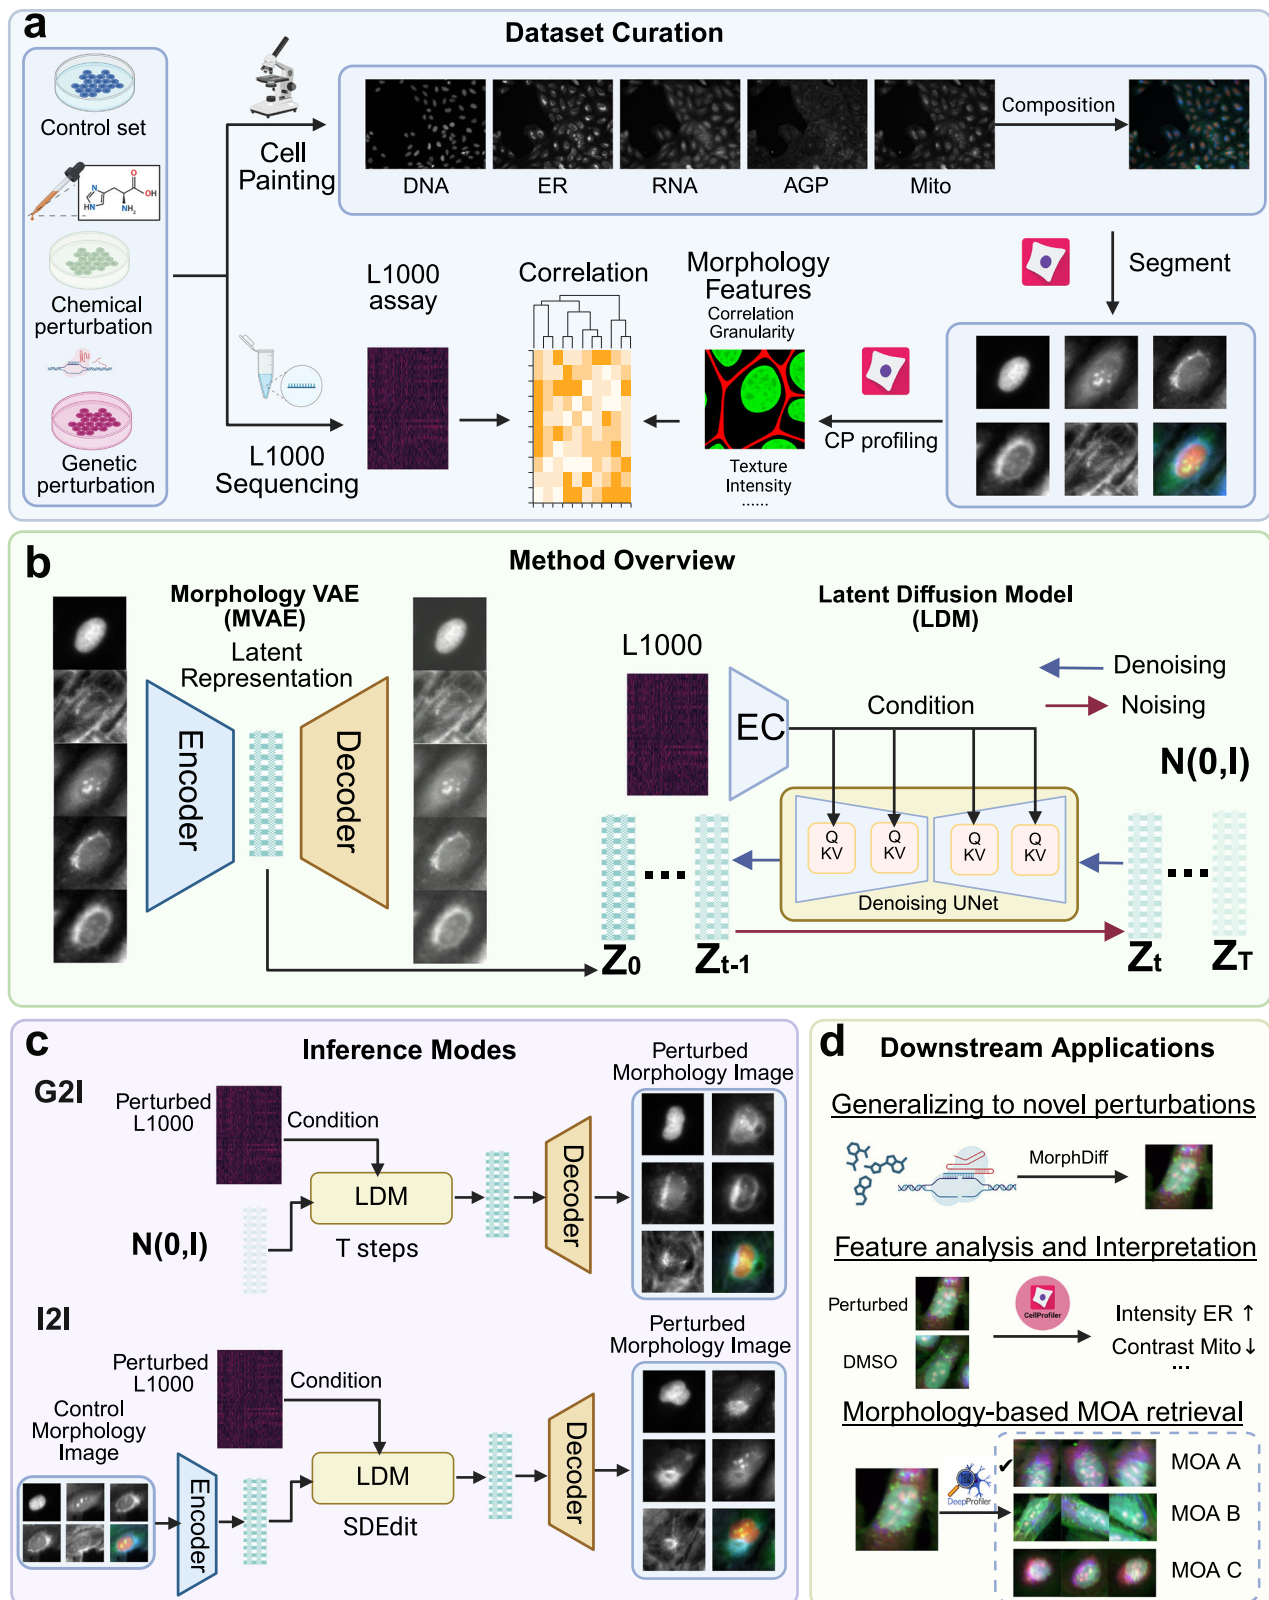 a
Dataset Curation
Control set
N
HN
O
OH
NH₂
Chemical
perturbation
Genetic
perturbation
Cell
Painting
DNA
ER
RNA
AGP
Mito
Composition
Segment
L1000
Sequencing
L1000
assay
Correlation
Morphology
Features
Correlation
Granularity
Texture
Intensity
......
CP profiling
b
Method Overview
Morphology VAE
(MVAE)
Latent
Representation
Encoder
Decoder
Latent Diffusion Model
(LDM)
L1000
EC
Condition
Denoising
Noising
N(0,I)
Q
KV
Q
KV
Q
KV
Q
KV
Denoising UNet
Z0
Zt-1
Zt
ZT
c
Inference Modes
G2I
Perturbed
L1000
Condition
N(0,I)
LDM
T steps
Decoder
Perturbed
Morphology Image
I2I
Perturbed
L1000
Condition
Control
Morphology
Image
Encoder
LDM
SDEdit
Decoder
Perturbed
Morphology Image
d
Downstream Applications
Generalizing to novel perturbations
MorphDiff
Feature analysis and Interpretation
Perturbed
DMSO
CellProfiler
Intensity ER ↑
Contrast Mito ↓
...
Morphology-based MOA retrieval
DeepProfiler
✓
MOA A
MOA B
MOA C